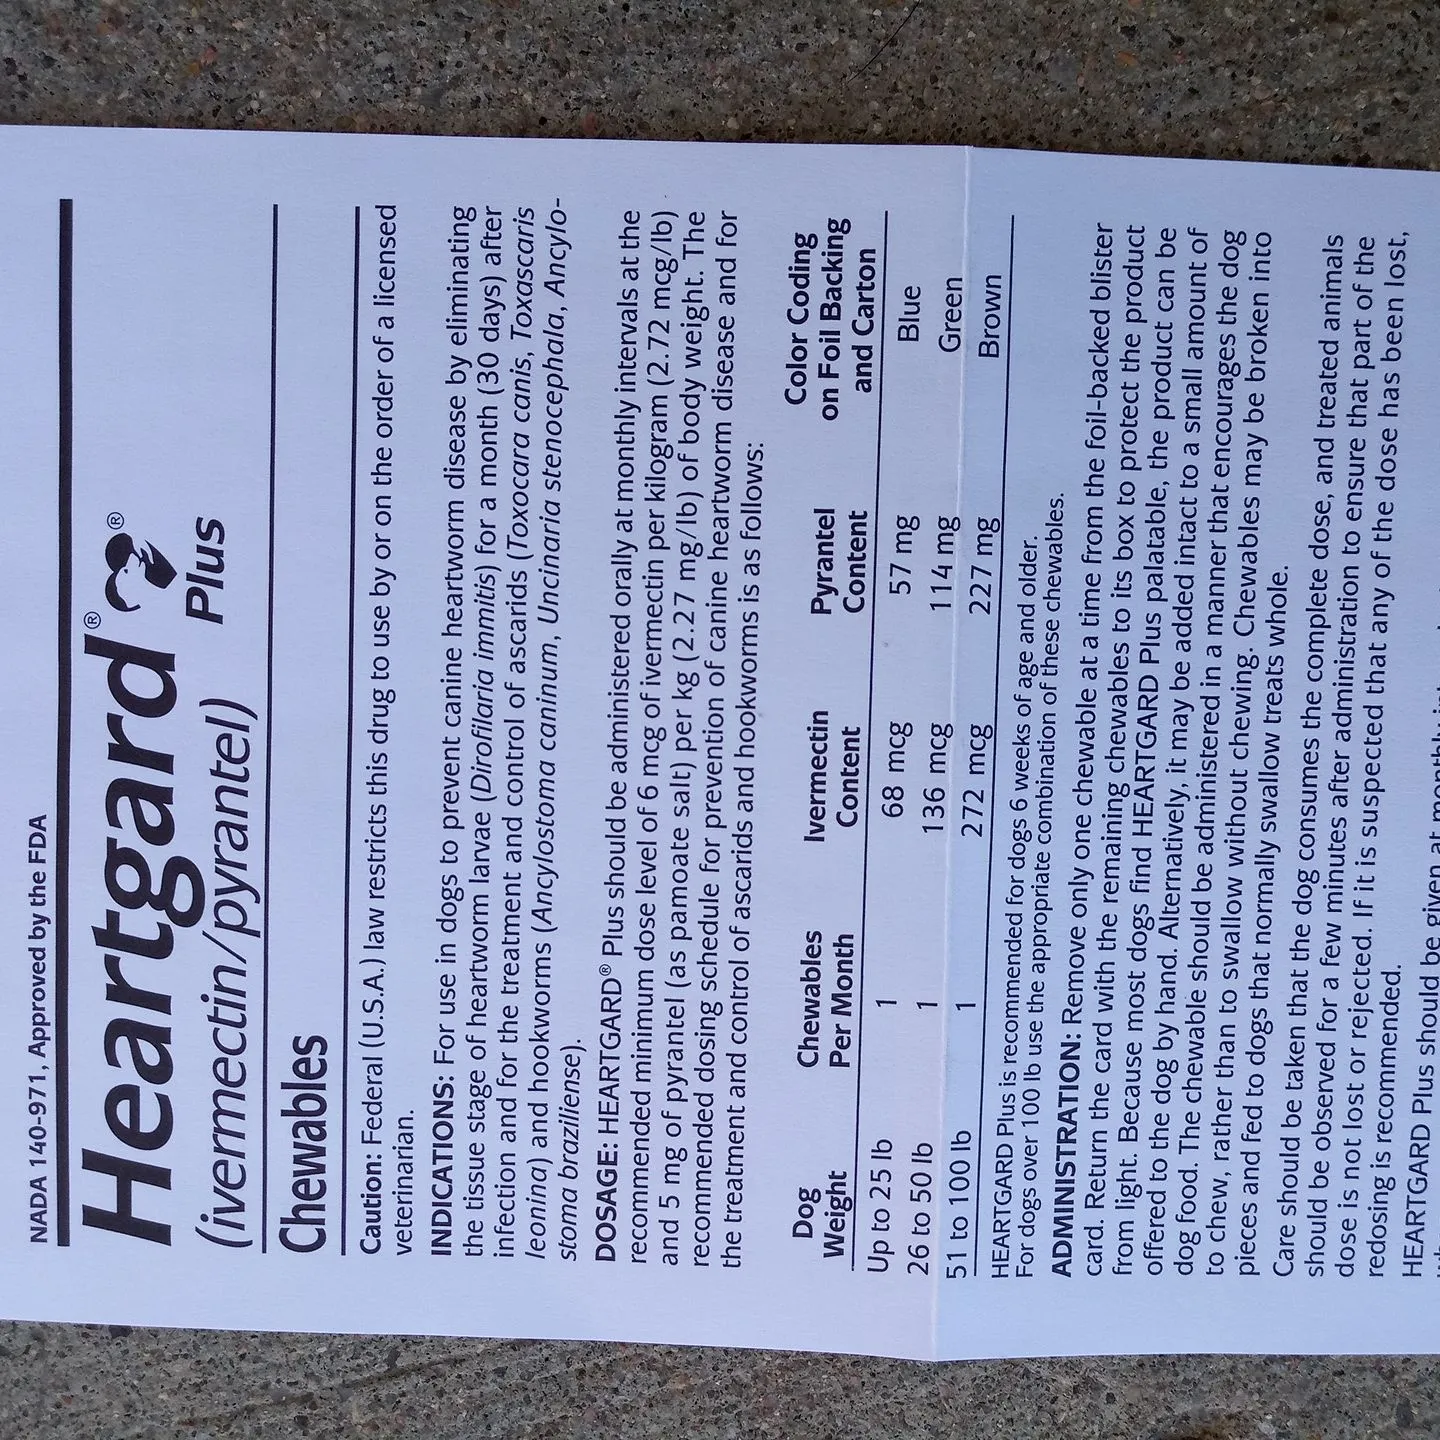 NADA 140-971, Approved by the FDA
Heartgard® ®
Plus
(ivermectin/pyrantel)
Chewables
Caution: Federal (U.S.A.) law restricts this drug to use by or on the order of a licensed
veterinarian.
INDICATIONS: For use in dogs to prevent canine heartworm disease by eliminating
the tissue stage of heartworm larvae (Dirofilaria immitis) for a month (30 days) after
infection and for the treatment and control of ascarids (Toxocara canis, Toxascaris
leonina) and hookworms (Ancylostoma caninum, Uncinaria stenocephala, Ancylo-
stoma braziliense).
DOSAGE: HEARTGARD® Plus should be administered orally at monthly intervals at the
recommended minimum dose level of 6 mcg of ivermectin per kilogram (2.72 mcg/lb)
and 5 mg of pyrantel (as pamoate salt) per kg (2.27 mg/lb) of body weight. The
recommended dosing schedule for prevention of canine heartworm disease and for
the treatment and control of ascarids and hookworms is as follows:
Dog Weight Chewables Per Month Ivermectin Content Pyrantel Content Color Coding on Foil Backing and Carton
Up to 25 lb 1 68 mcg 57 mg Blue
26 to 50 lb 1 136 mcg 114 mg Green
51 to 100 lb 1 272 mcg 227 mg Brown
HEARTGARD Plus is recommended for dogs 6 weeks of age and older.
For dogs over 100 lb use the appropriate combination of these chewables.
ADMINISTRATION: Remove only one chewable at a time from the foil-backed blister
card. Return the card with the remaining chewables to its box to protect the product
from light. Because most dogs find HEARTGARD Plus palatable, the product can be
offered to the dog by hand. Alternatively, it may be added intact to a small amount of
dog food. The chewable should be administered in a manner that encourages the dog
to chew, rather than to swallow without chewing. Chewables may be broken into
pieces and fed to dogs that normally swallow treats whole.
Care should be taken that the dog consumes the complete dose, and treated animals
should be observed for a few minutes after administration to ensure that part of the
dose is not lost or rejected. If it is suspected that any of the dose has been lost,
redosing is recommended.
HEARTGARD Plus should be given at monthly